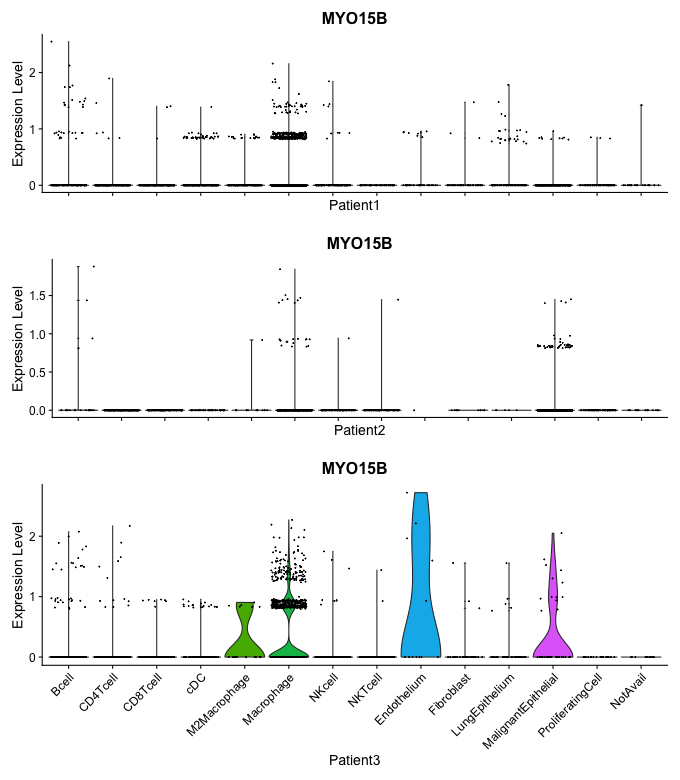 MYO15B
Expression Level
2
1
0
Patient1
MYO15B
Expression Level
1.5
1.0
0.5
0.0
Patient2
MYO15B
Expression Level
2
1
0
Bcell
CD4Tcell
CD8Tcell
cDC
M2Macrophage
Macrophage
NKcell
NKTcell
Endothelium
Fibroblast
LungEpithelium
MalignantEpithelial
ProliferatingCell
NotAvail
Patient3